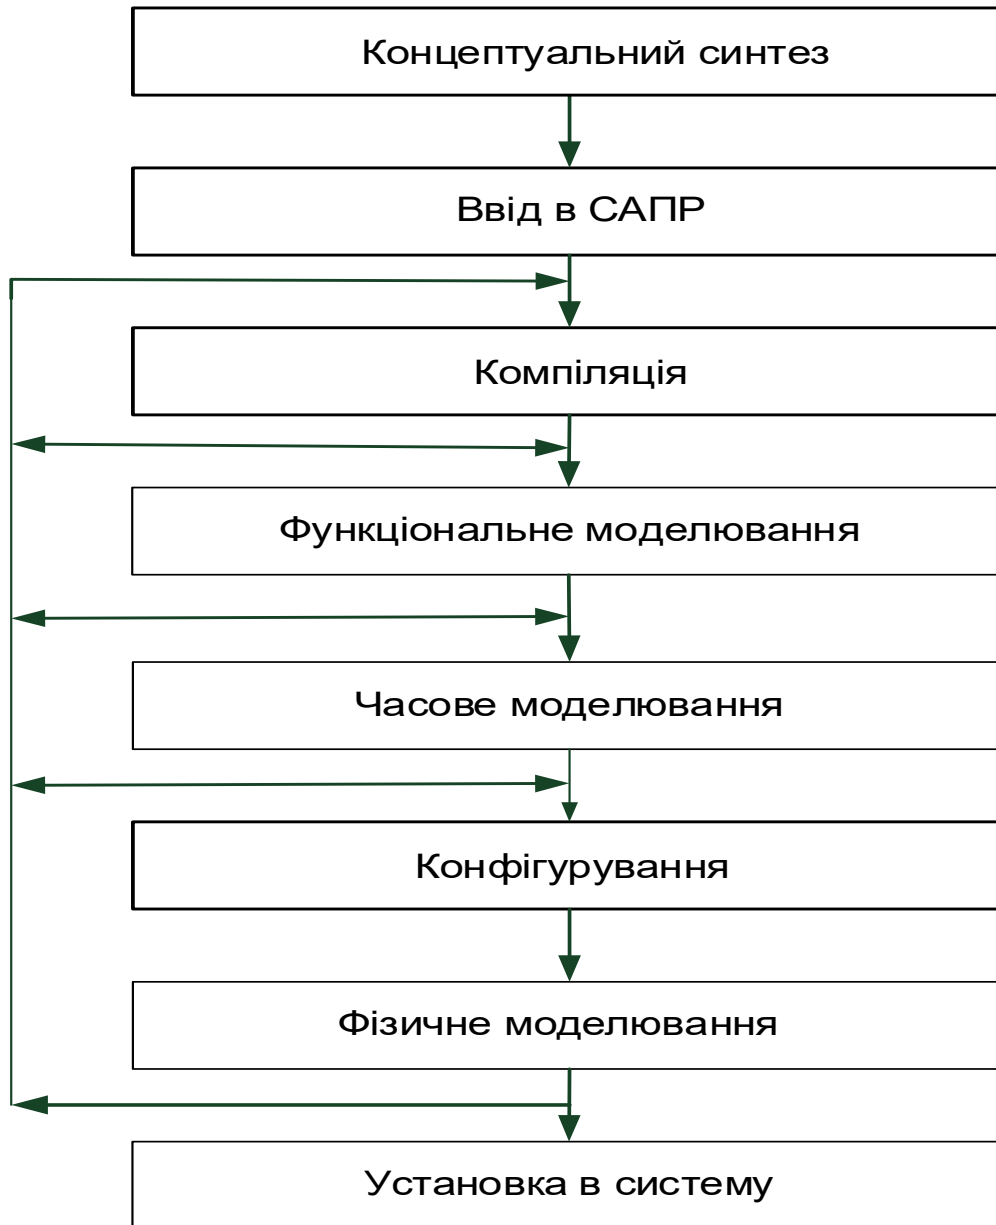 Концептуальний синтез
Ввід в САПР
Компіляція
Функціональне моделювання
Часове моделювання
Конфігурування
Фізичне моделювання
Установка в систему